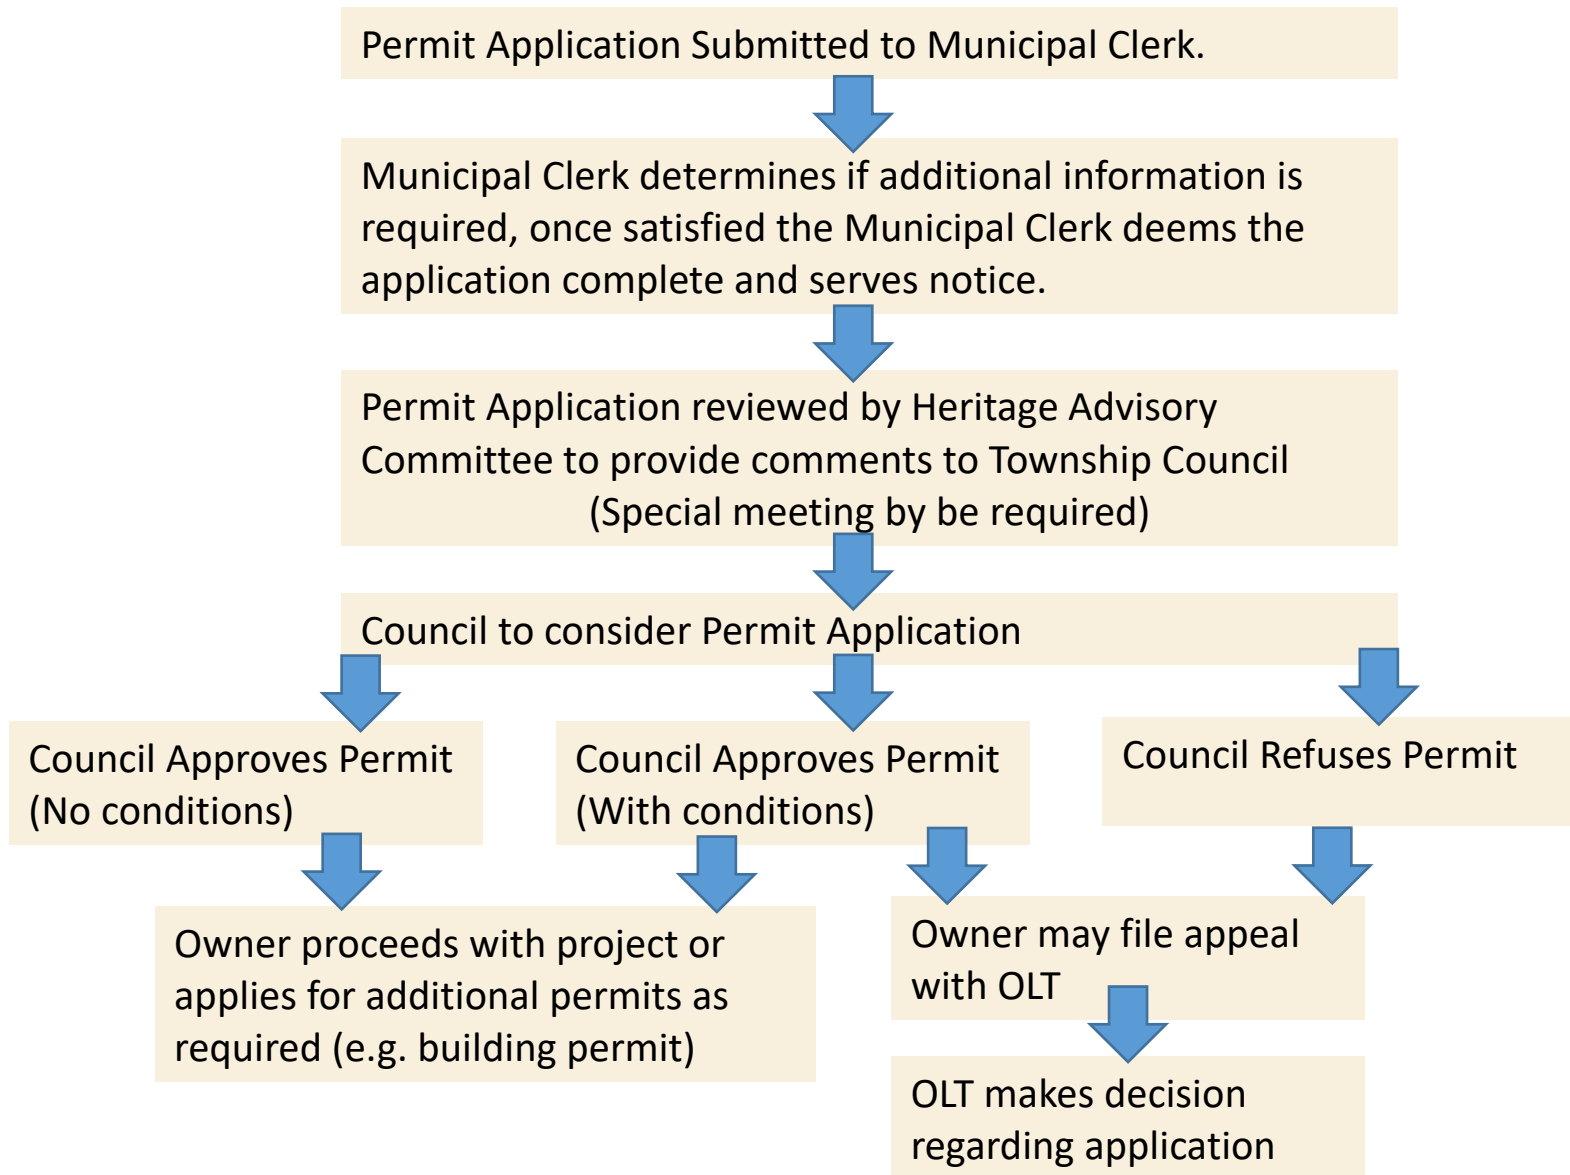 Permit Application Submitted to Municipal Clerk.
Municipal Clerk determines if additional information is
required, once satisfied the Municipal Clerk deems the
application complete and serves notice.
Permit Application reviewed by Heritage Advisory
Committee to provide comments to Township Council
(Special meeting by be required)
Council to consider Permit Application
Council Approves Permit
(No conditions)
Council Approves Permit
(With conditions)
Council Refuses Permit
Owner proceeds with project or
applies for additional permits as
required (e.g. building permit)
Owner may file appeal
with OLT
OLT makes decision
regarding application